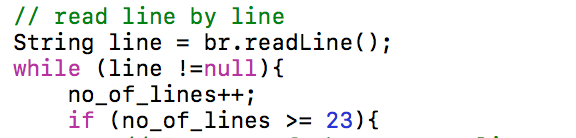 // read line by line
String line = br.readLine();
while (line !=null){
    no_of_lines++;
    if (no_of_lines >= 23){